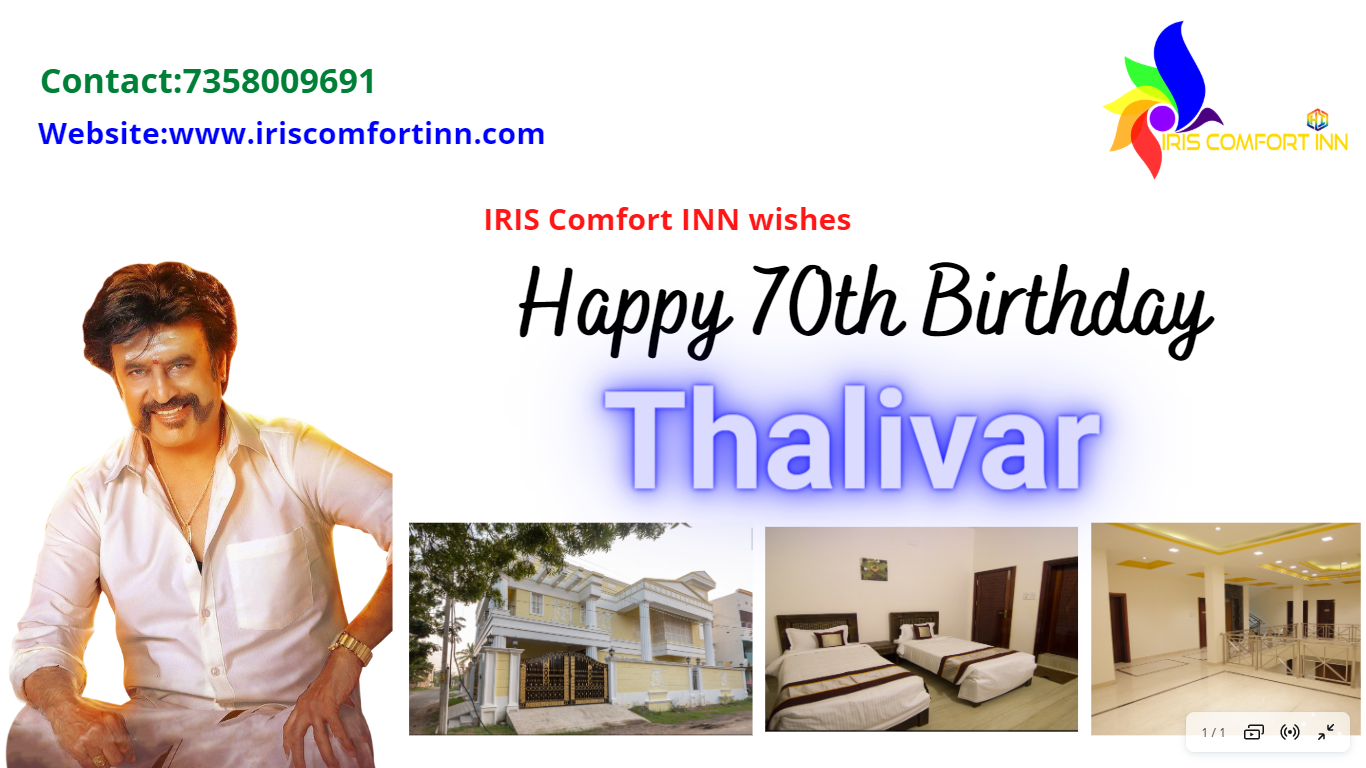 Contact:7358009691
Website:www.iriscomfortinn.com
IRIS COMFORT INN
IRIS Comfort INN wishes
Happy 70th Birthday
Thalivar
1 / 1